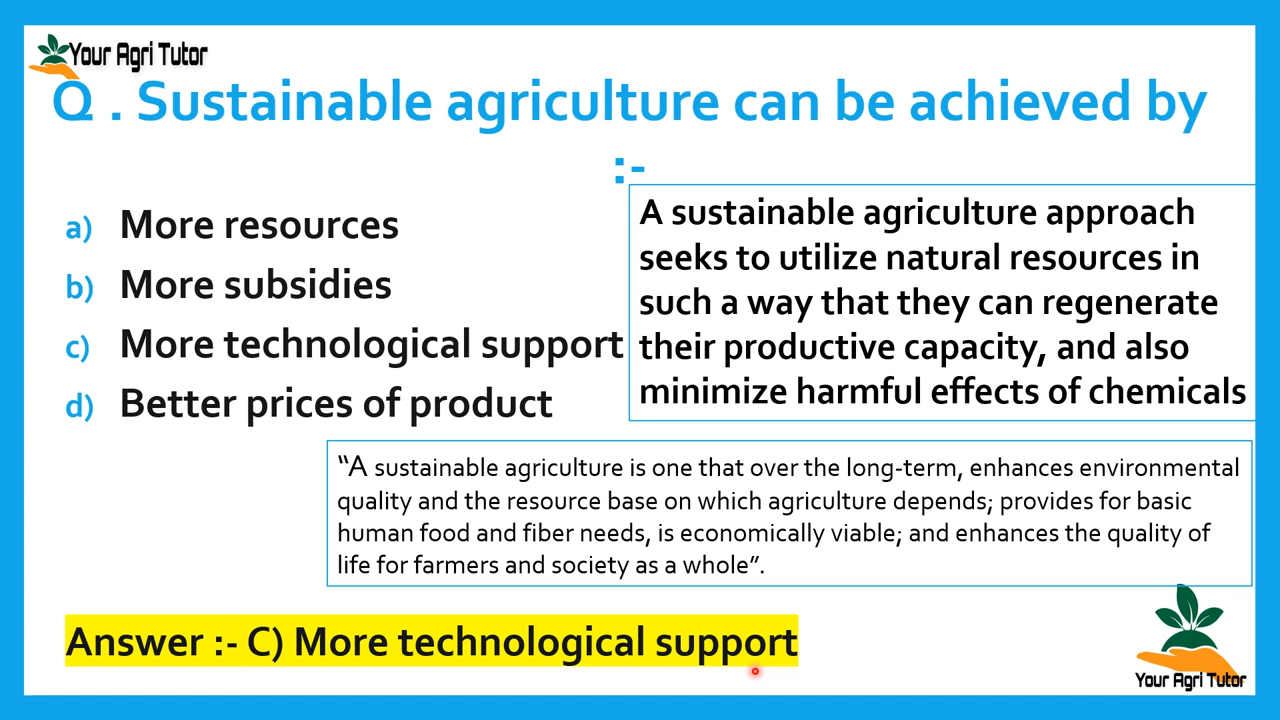 Your Agri Tutor
Q . Sustainable agriculture can be achieved by
:-
a) More resources
b) More subsidies
c) More technological support
d) Better prices of product
A sustainable agriculture approach
seeks to utilize natural resources in
such a way that they can regenerate
their productive capacity, and also
minimize harmful effects of chemicals
“A sustainable agriculture is one that over the long-term, enhances environmental
quality and the resource base on which agriculture depends; provides for basic
human food and fiber needs, is economically viable; and enhances the quality of
life for farmers and society as a whole”.
Answer :- C) More technological support
Your Agri Tutor